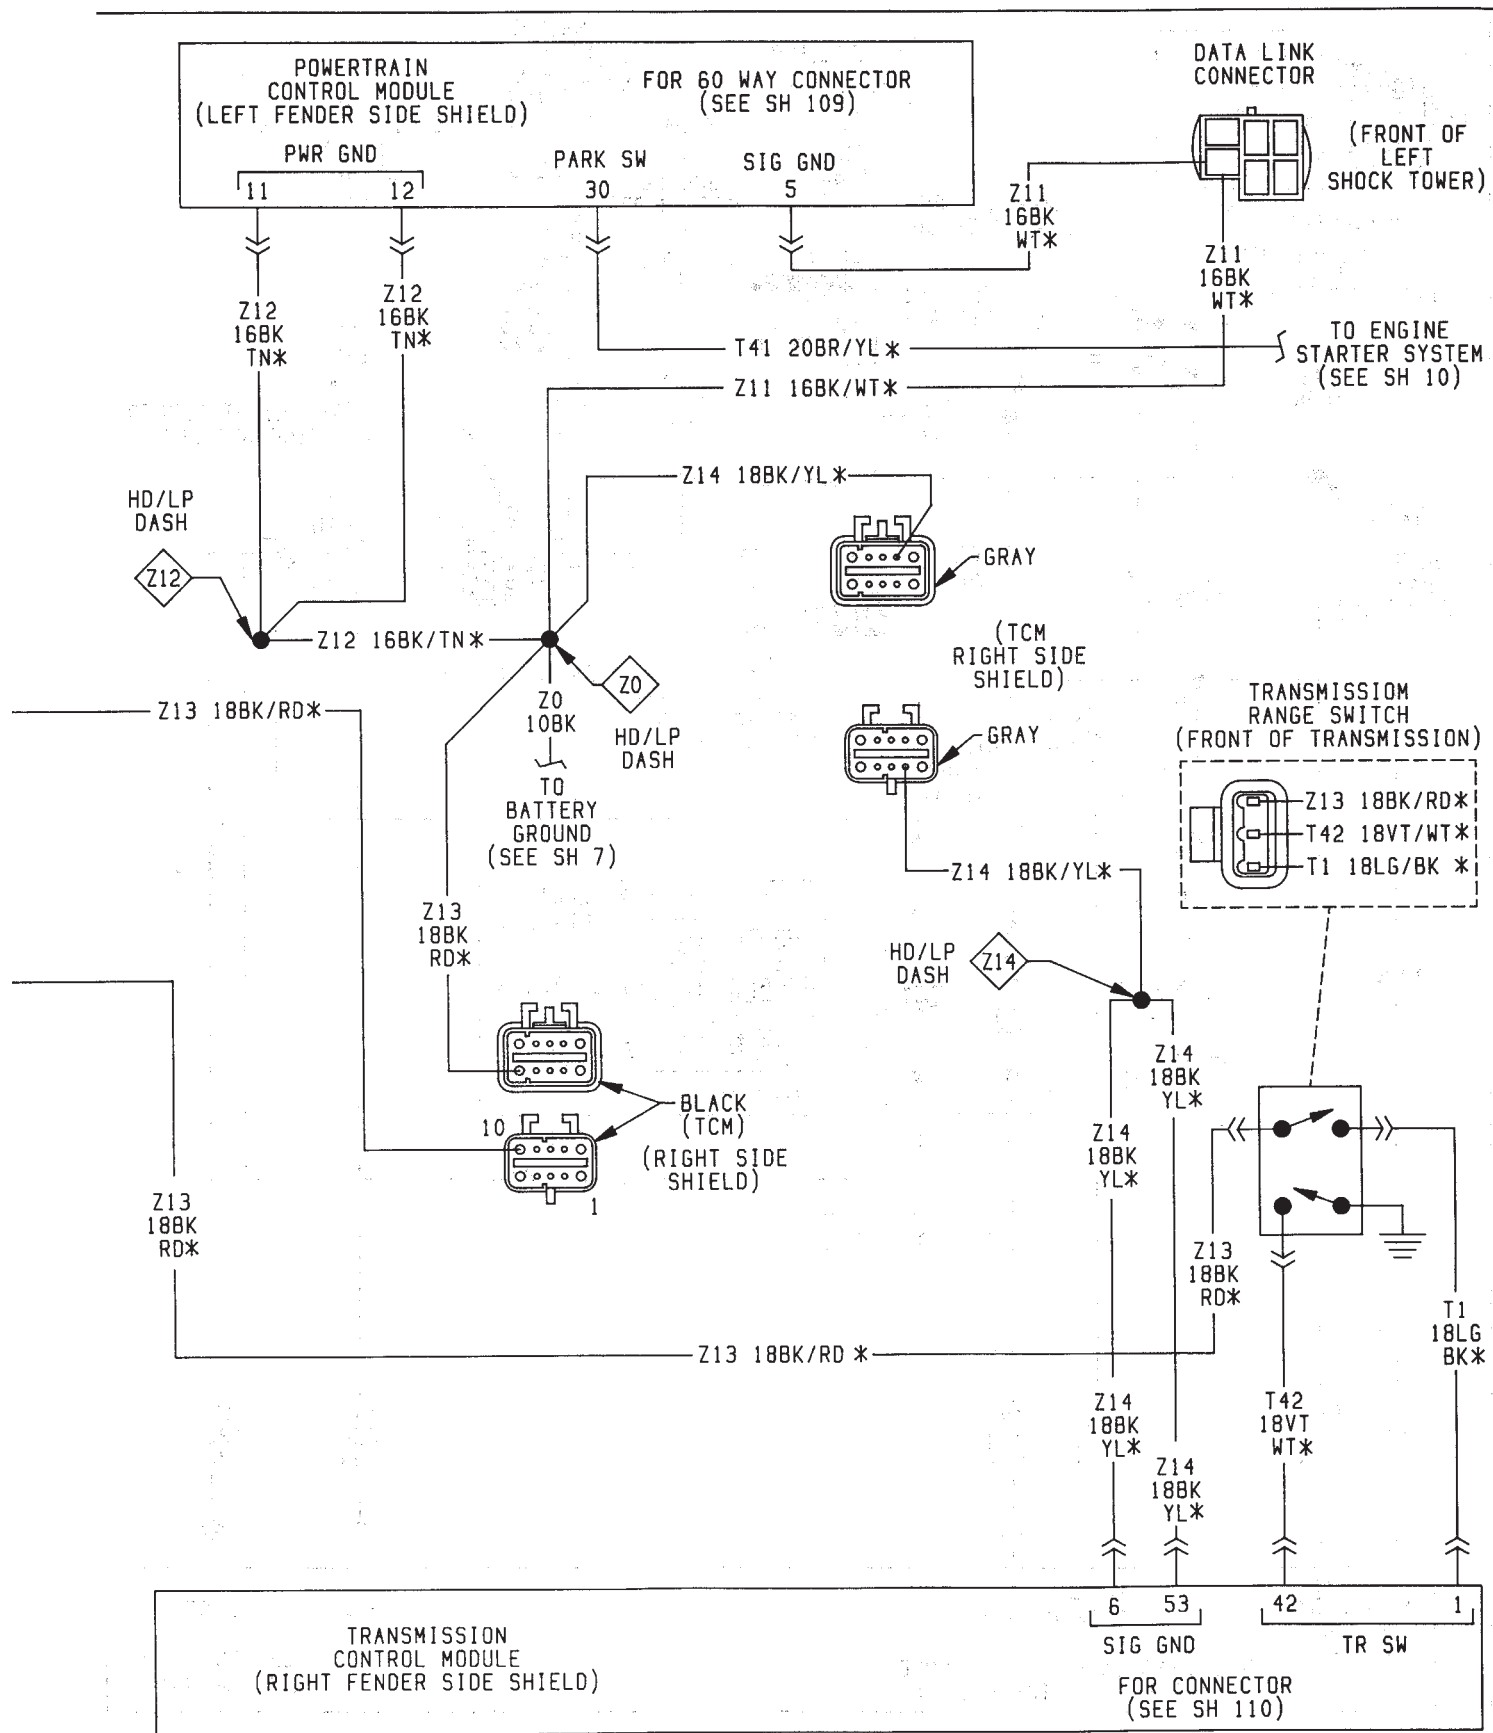 POWERTRAIN
CONTROL MODULE
(LEFT FENDER SIDE SHIELD)
FOR 60 WAY CONNECTOR
(SEE SH 109)
PWR GND
PARK SW
SIG GND
11
12
30
5
DATA LINK
CONNECTOR
(FRONT OF
LEFT
SHOCK TOWER)
Z11
16BK
WT*
Z11
16BK
WT*
Z12
16BK
TN*
Z12
16BK
TN*
T41 20BR/YL*
TO ENGINE
STARTER SYSTEM
(SEE SH 10)
Z11 16BK/WT*
Z14 18BK/YL*
HD/LP
DASH
Z12
GRAY
Z12 16BK/TN*
Z0
Z0
10BK
HD/LP
DASH
TO
BATTERY
GROUND
(SEE SH 7)
(TCM
RIGHT SIDE
SHIELD)
Z13 18BK/RD*
GRAY
TRANSMISSIOM
RANGE SWITCH
(FRONT OF TRANSMISSION)
Z13 18BK/RD*
T42 18VT/WT*
T1 18LG/BK *
Z14 18BK/YL*
Z13
18BK
RD*
HD/LP
DASH
Z14
Z14
18BK
YL*
Z14
18BK
YL*
BLACK
(TCM)
(RIGHT SIDE
SHIELD)
10
1
Z13
18BK
RD*
Z13
18BK
RD*
Z13 18BK/RD *
T1
18LG
BK*
Z14
18BK
YL*
T42
18VT
WT*
Z14
18BK
YL*
6
53
42
1
SIG GND
TR SW
TRANSMISSION
CONTROL MODULE
(RIGHT FENDER SIDE SHIELD)
FOR CONNECTOR
(SEE SH 110)